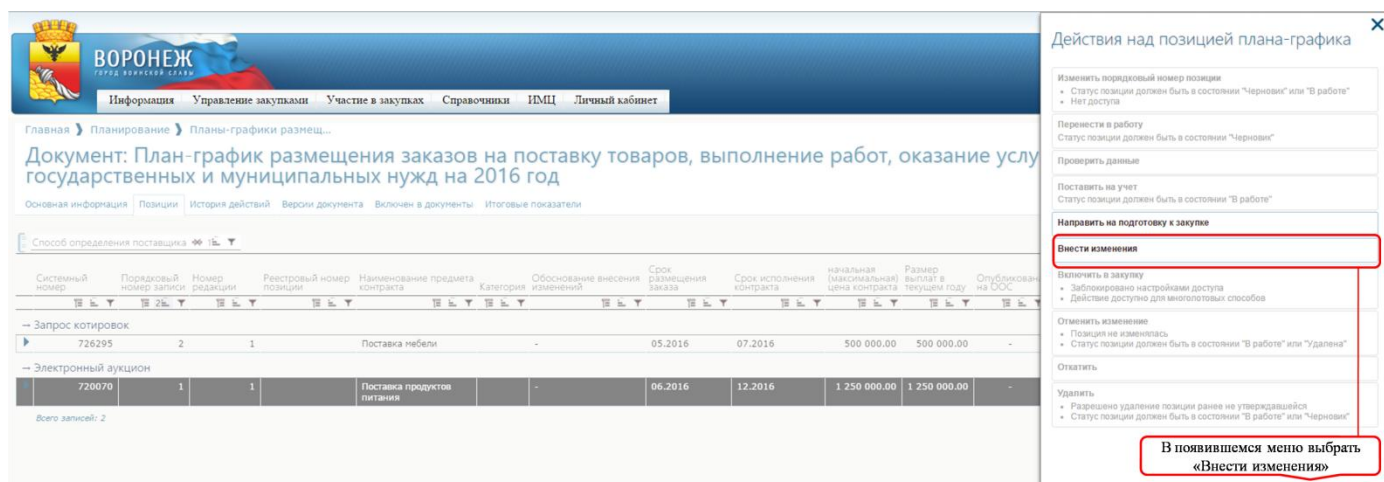 ВОРОНЕЖ
ГОРОД ВОИНСКОЙ СЛАВЫ
Информация Управление закупками Участие в закупках Справочники ИМЦ Личный кабинет
Главная ❯ Планирование ❯ Планы-графики размещ...
Документ: План-график размещения заказов на поставку товаров, выполнение работ, оказание услу
государственных и муниципальных нужд на 2016 год
Основная информация Позиции История действий Версии документа Включен в документы Итоговые показатели
Способ определения поставщика
Системный номер Порядковый номер записи Номер редакции Реестровый номер позиции Наименование предмета контракта Категория Обоснование внесения изменений Срок размещения заказа Срок исполнения контракта начальная (максимальная) цена контракта Размер выплат в текущем году Опубликован на ООС
→ Запрос котировок
726295 2 1 Поставка мебели - 05.2016 07.2016 500 000.00 500 000.00 -
→ Электронный аукцион
720070 1 1 Поставка продуктов питания - 06.2016 12.2016 1 250 000.00 1 250 000.00 -
Всего записей: 2
Действия над позицией плана-графика
Изменить порядковый номер позиции
• Статус позиции должен быть в состоянии "Черновик" или "В работе"
• Нет доступа
Перенести в работу
Статус позиции должен быть в состоянии "Черновик"
Проверить данные
Поставить на учет
Статус позиции должен быть в состоянии "В работе"
Направить на подготовку к закупке
Внести изменения
Включить в закупку
• Заблокировано настройками доступа
• Действие доступно для многолотовых способов
Отменить изменение
• Позиция не изменялась
• Статус позиции должен быть в состоянии "В работе" или "Удалена"
Откатить
Удалить
• Разрешено удаление позиции ранее не утверждавшейся
• Статус позиции должен быть в состоянии "В работе" или "Черновик"
В появившемся меню выбрать
«Внести изменения»